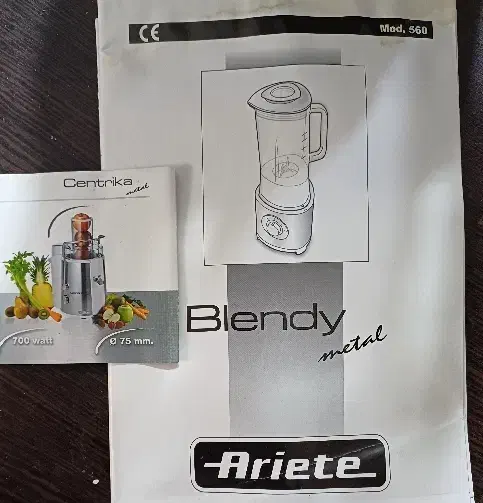 CE
Mod. 560
Centrika
metal
700 watt
Ø 75 mm.
Blendy
metal
Ariete